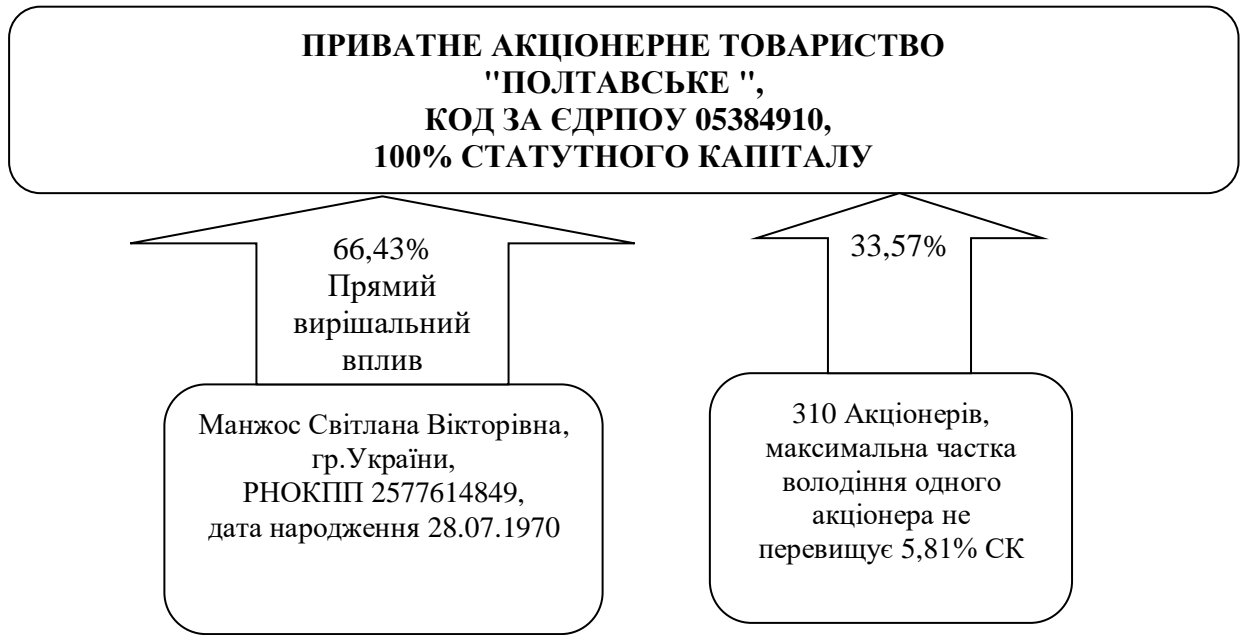 ПРИВАТНЕ АКЦІОНЕРНЕ ТОВАРИСТВО
"ПОЛТАВСЬКЕ ",
КОД ЗА ЄДРПОУ 05384910,
100% СТАТУТНОГО КАПІТАЛУ
66,43%
Прямий
вирішальний
вплив
33,57%
Манжос Світлана Вікторівна,
гр.України,
РНОКПП 2577614849,
дата народження 28.07.1970
310 Акціонерів,
максимальна частка
володіння одного
акціонера не
перевищує 5,81% СК